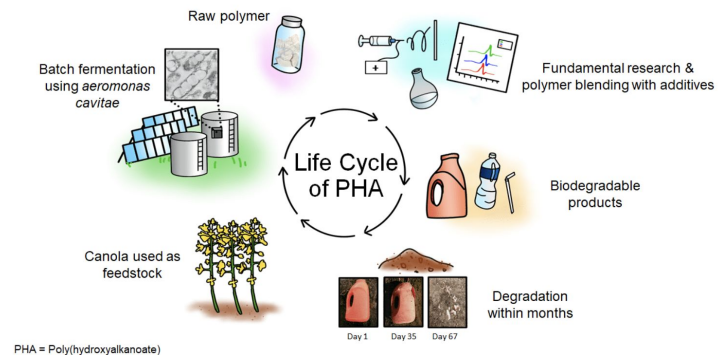 Raw polymer
Batch fermentation
using aeromonas
cavitae
Fundamental research &
polymer blending with additives
Life Cycle
of PHA
Biodegradable
products
Canola used as
feedstock
Degradation
within months
Day 1
Day 35
Day 67
PHA = Poly(hydroxyalkanoate)